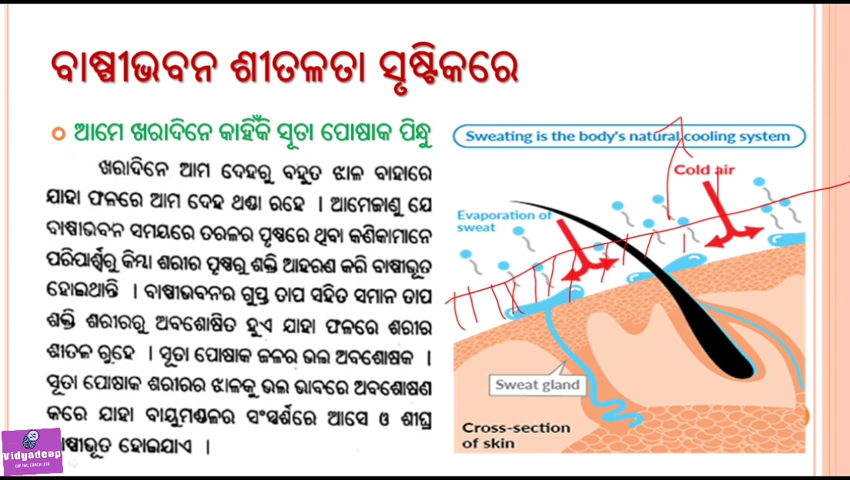 ବାଷ୍ପୀଭବନ ଶୀତଳତା ସୃଷ୍ଟିକରେ
ଆମେ ଖରାଦିନେ କାହିଁକି ସୂତା ପୋଷାକ ପିନ୍ଧୁ
ଖରାଦିନେ ଆମ ଦେହରୁ ବହୁତ ଝାଳ ବାହାରେ
ଯାହା ଫଳରେ ଆମ ଦେହ ଥଣ୍ଡା ରହେ । ଆମେଜାଣୁ ଯେ
ବାଷ୍ପୀଭବନ ସମୟରେ ତରଳର ପୃଷ୍ଠରେ ଥିବା କଣିକାମାନେ
ପରିପାର୍ଶ୍ବରୁ କିମ୍ବା ଶରୀର ପୃଷ୍ଠରୁ ଶକ୍ତି ଆହରଣ କରି ବାଷ୍ପୀଭୂତ
ହୋଇଥାନ୍ତି । ବାଷ୍ପୀଭବନର ଗୁପ୍ତ ତାପ ସହିତ ସମାନ ତାପ
ଶକ୍ତି ଶରୀରରୁ ଅବଶୋଷିତ ହୁଏ ଯାହା ଫଳରେ ଶରୀର
ଶୀତଳ ରୁହେ । ସୂତା ପୋଷାକ ଜଳର ଭଲ ଅବଶୋଷକ ।
ସୂତା ପୋଷାକ ଶରୀରର ଝାଳକୁ ଭଲ ଭାବରେ ଅବଶୋଷଣ
କରେ ଯାହା ବାୟୁମଣ୍ଡଳର ସଂସ୍ପର୍ଶରେ ଆସେ ଓ ଶୀଘ୍ର
ବାଷ୍ପୀଭୂତ ହୋଇଯାଏ ।
Sweating is the body's natural cooling system
Cold air
Evaporation of
sweat
Sweat gland
Cross-section
of skin
Vidyadeep